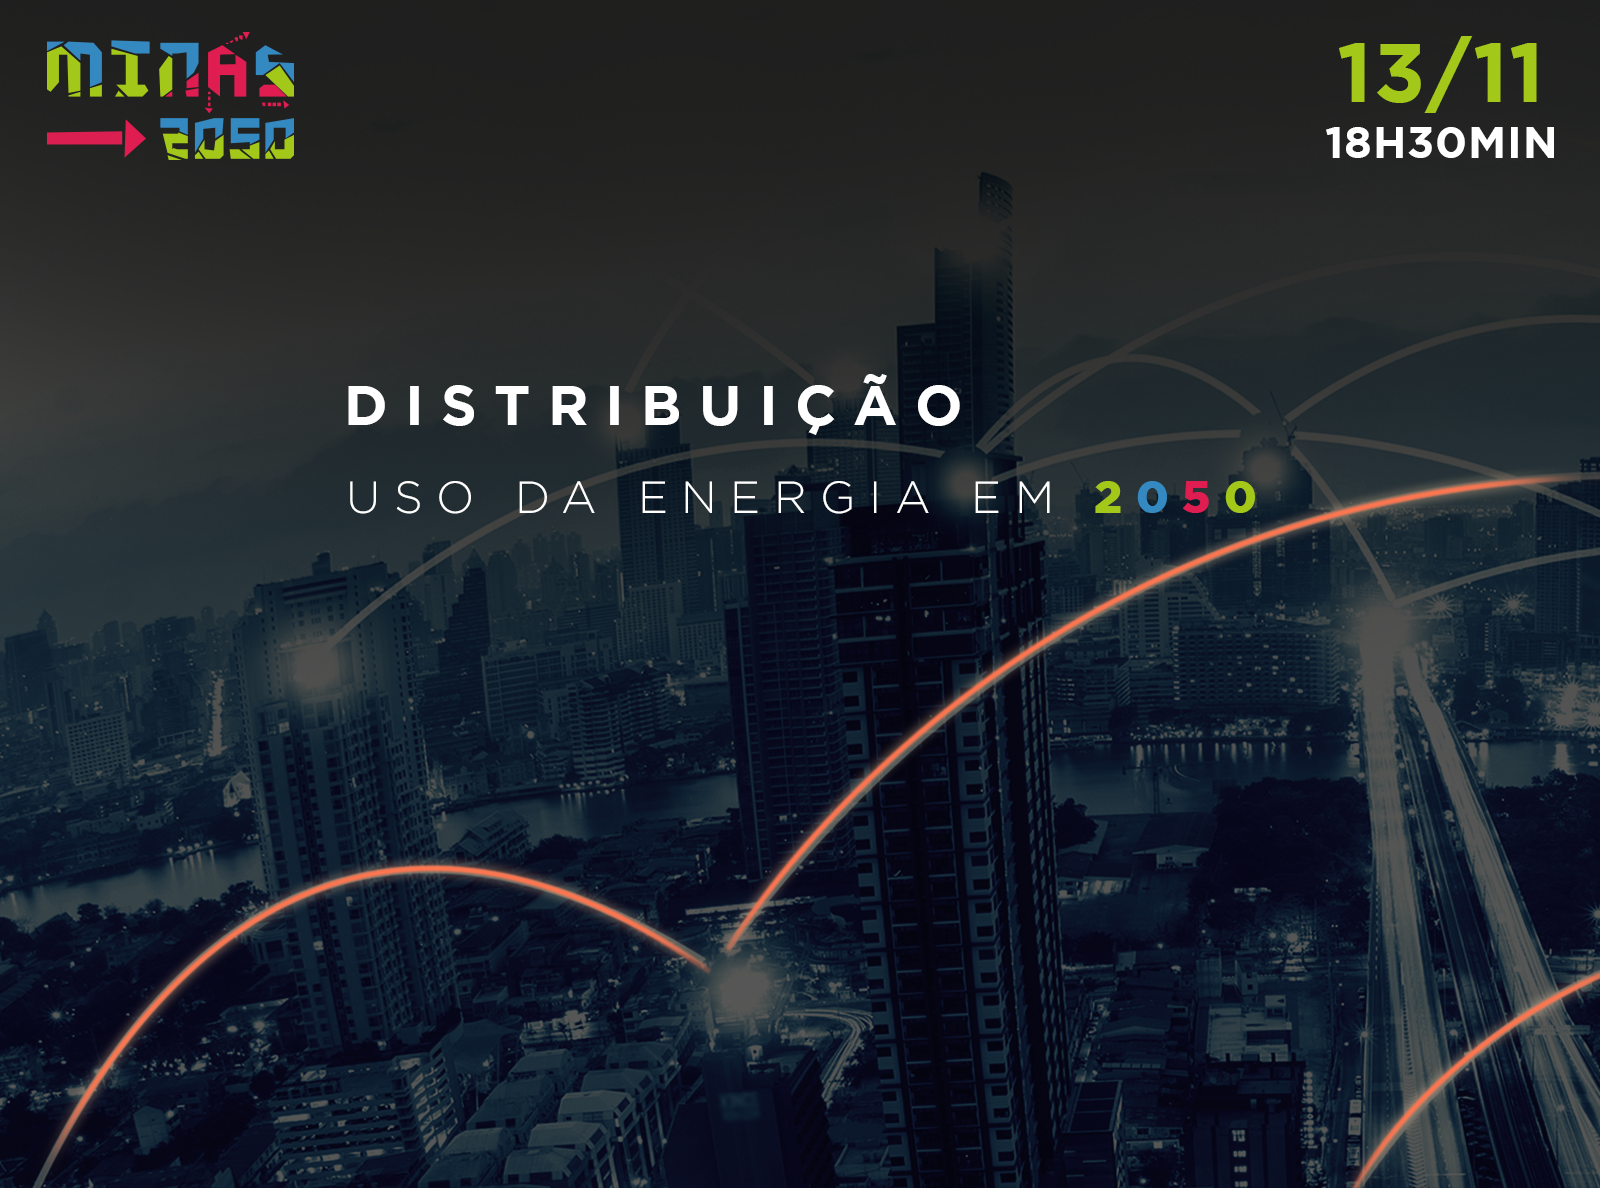 MINAS
2050
13/11
18H30MIN
DISTRIBUIÇÃO
USO DA ENERGIA EM 2050